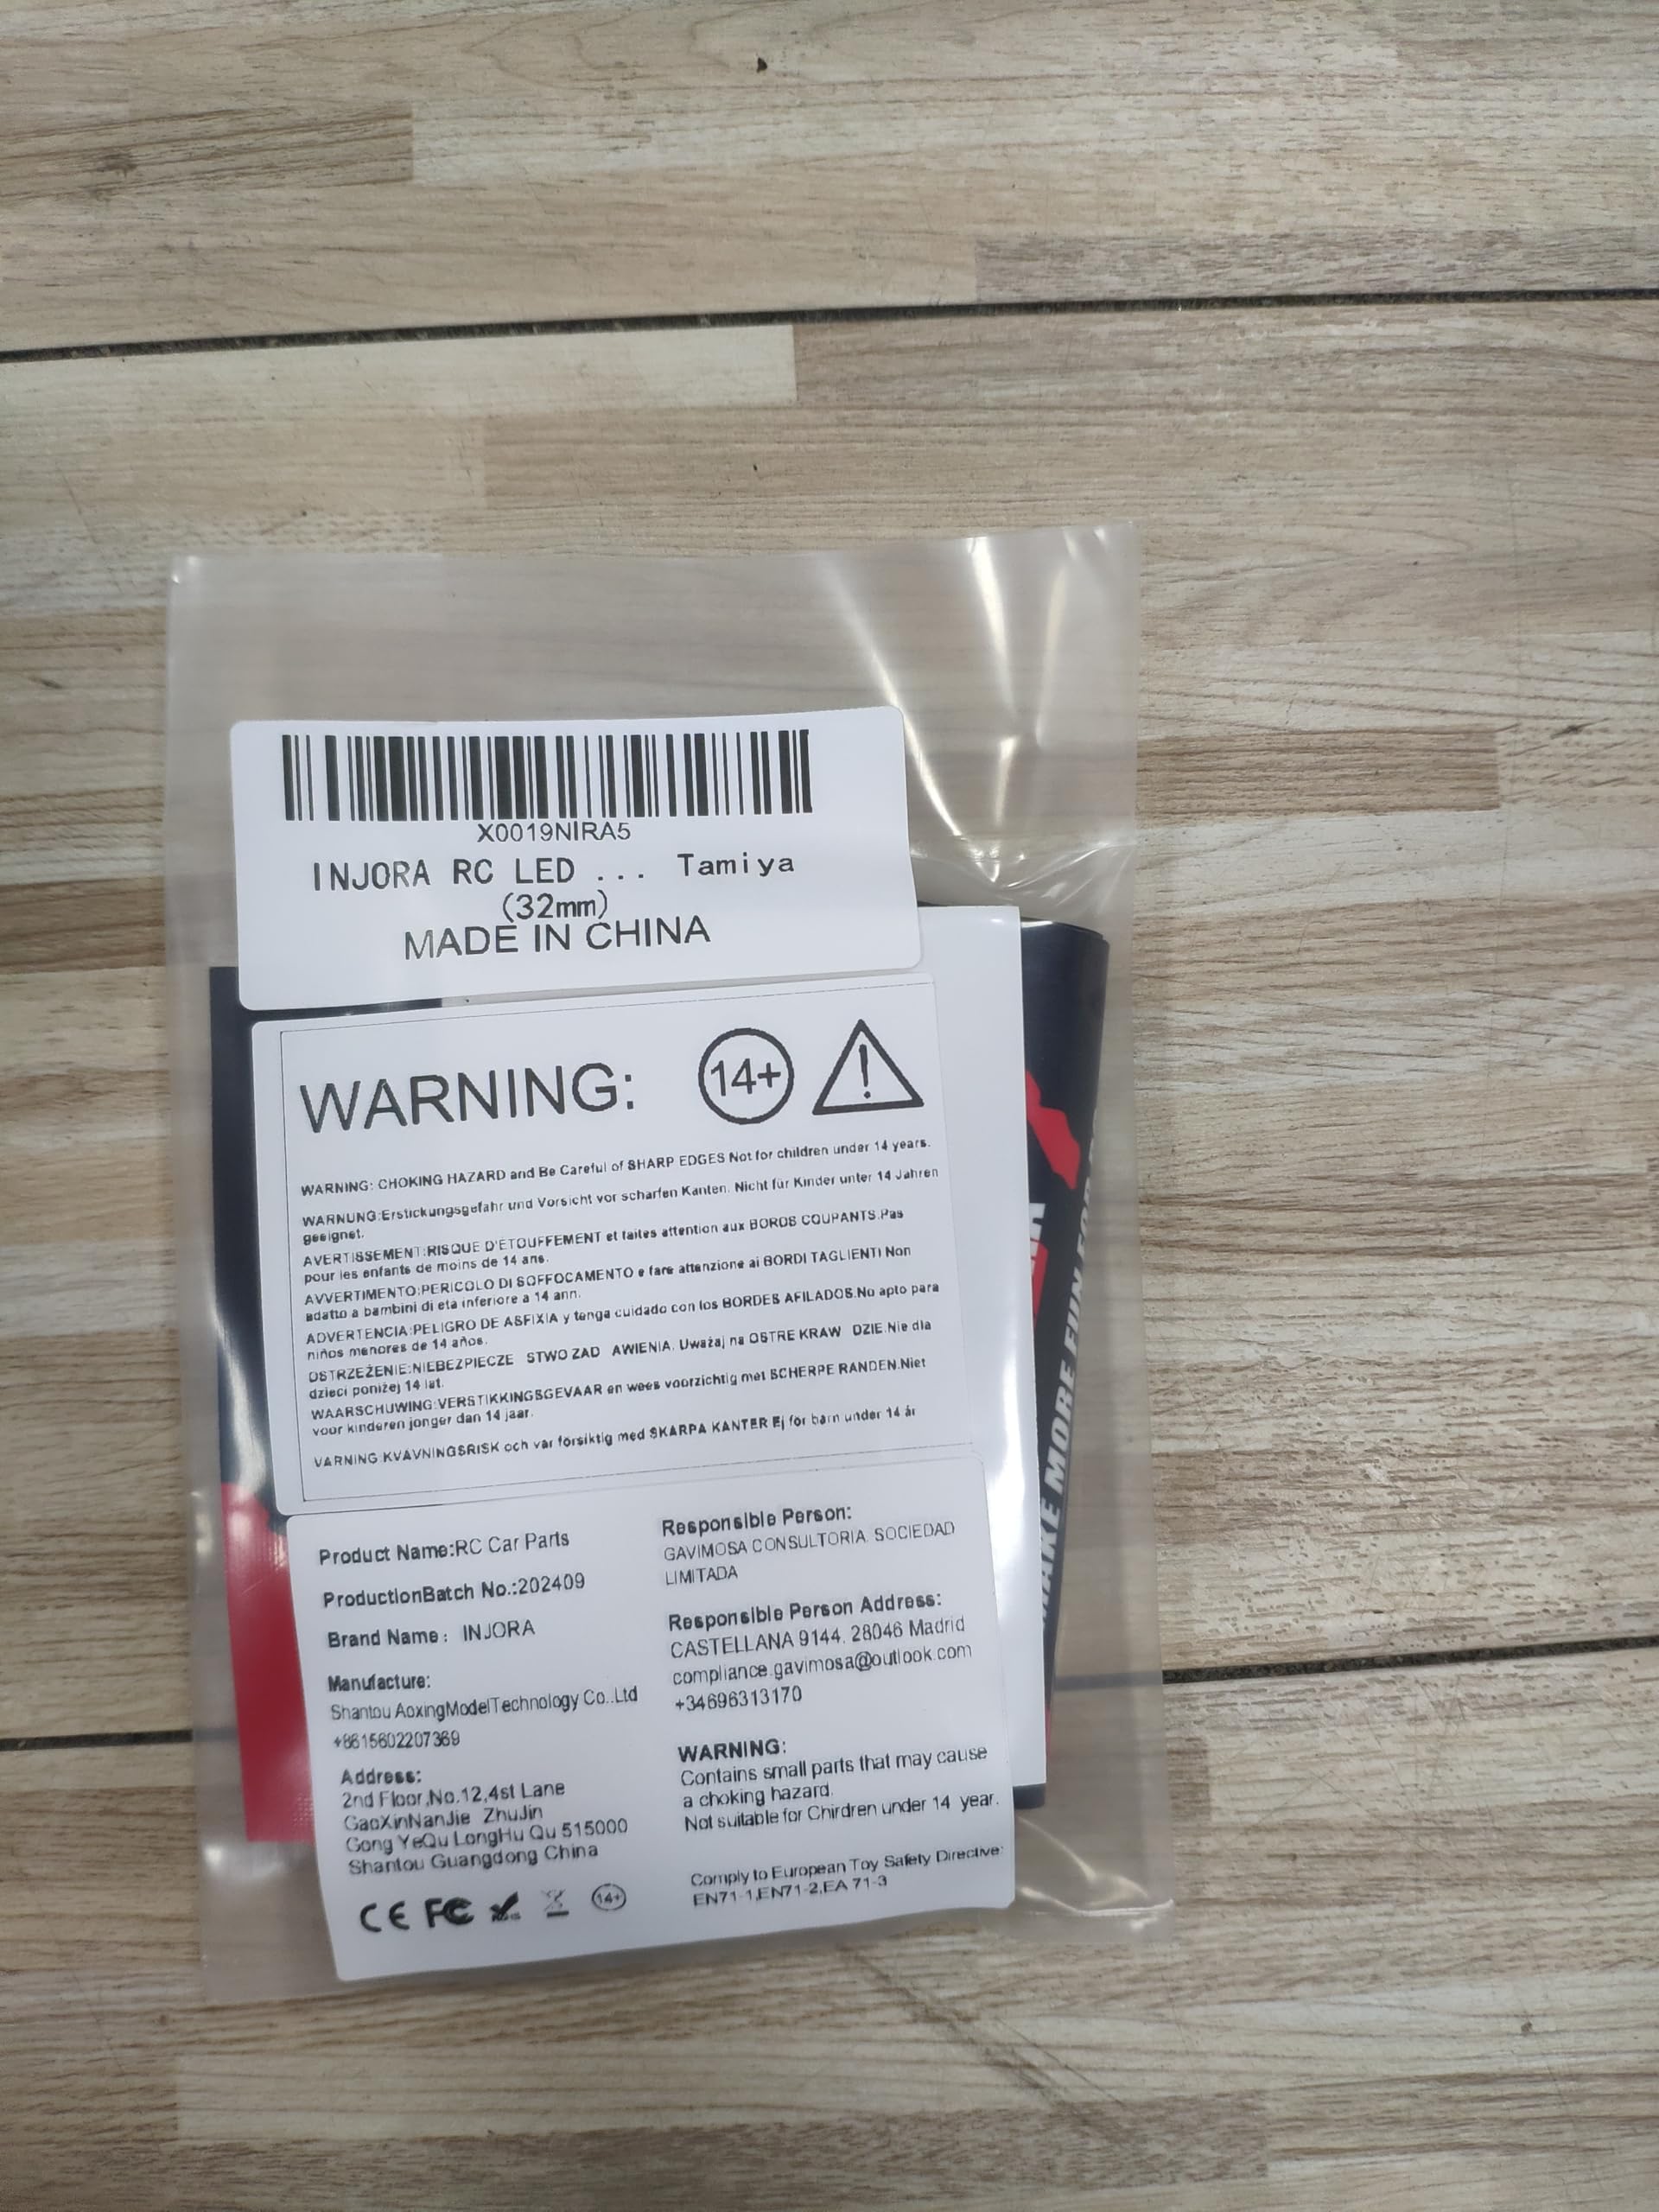 X0019NIRA5
INJORA RC LED ... Tamiya
(32mm)
MADE IN CHINA
WARNING: 14+
WARNING: CHOKING HAZARD and Be Careful of SHARP EDGES Not for children under 14 years.
WARNUNG:Erstickungsgefahr und Vorsicht vor scharfen Kanten. Nicht für Kinder unter 14 Jahren
geeignet.
AVERTISSEMENT:RISQUE D'ÉTOUFFEMENT et faites attention aux BORDS COUPANTS.Pas
pour les enfants de moins de 14 ans.
AVVERTIMENTO:PERICOLO DI SOFFOCAMENTO e fare attenzione ai BORDI TAGLIENTI Non
adatto a bambini di eta inferiore a 14 ann.
ADVERTENCIA:PELIGRO DE ASFIXIA y tenga cuidado con los BORDES AFILADOS.No apto para
niños menores de 14 años.
OSTRZEŻENIE:NIEBEZPIECZE STWO ZAD AWIENIA. Uważaj na OSTRE KRAW DZIE.Nie dla
dzieci poniżej 14 lat.
WAARSCHUWING:VERSTIKKINGSGEVAAR en wees voorzichtig met SCHERPE RANDEN.Niet
voor kinderen jonger dan 14 jaar.
VARNING:KVÄVNINGSRISK och var försiktig med SKARPA KANTER Ej för barn under 14 år
Product Name:RC Car Parts
ProductionBatch No.:202409
Brand Name: INJORA
Manufacture:
Shantou AoxingModelTechnology Co.,Ltd
+8615602207369
Address:
2nd Floor,No.12,4st Lane
GaoXinNanJie ZhuJin
Gong YeQu LongHu Qu 515000
Shantou Guangdong China
CE FC 14+
Responsible Person:
GAVIMOSA CONSULTORIA, SOCIEDAD
LIMITADA
Responsible Person Address:
CASTELLANA 9144, 28046 Madrid
compliance.gavimosa@outlook.com
+34696313170
WARNING:
Contains small parts that may cause
a choking hazard.
Not suitable for Chirdren under 14 year.
Comply to European Toy Safety Directive:
EN71-1,EN71-2,EA 71-3
MAKE MORE FUN FOR